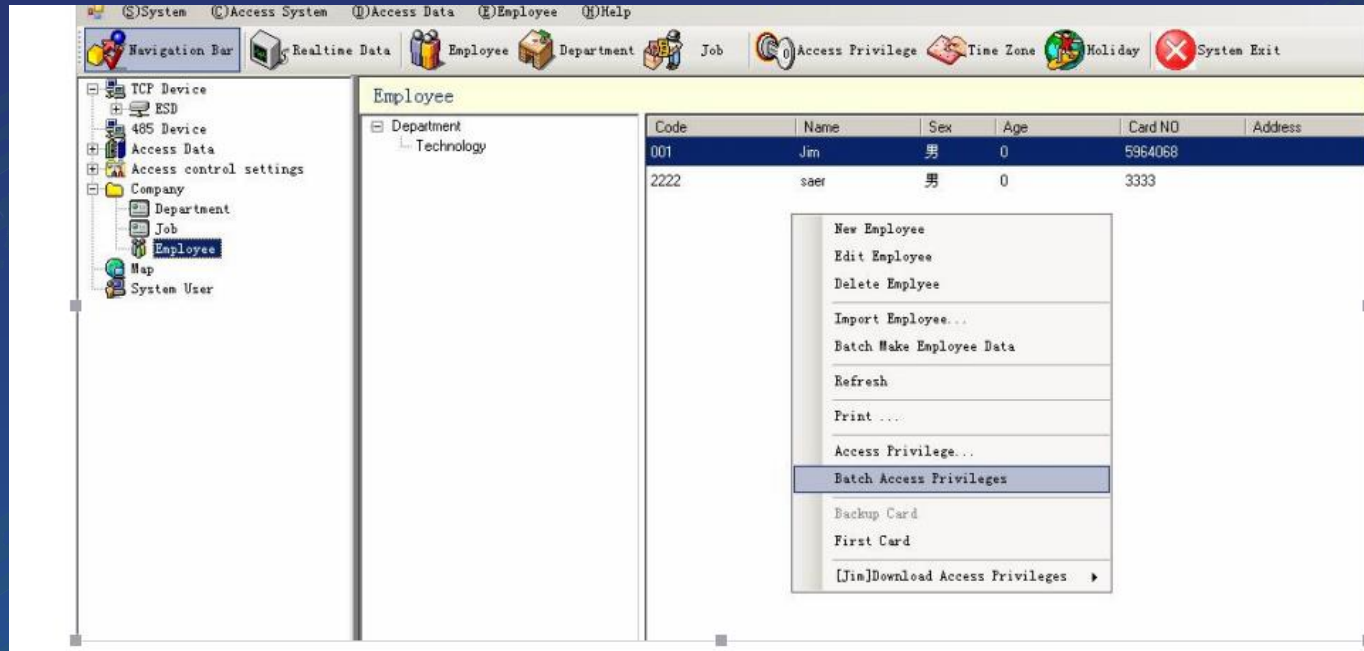 (S)System (C)Access System (D)Access Data (E)Employee (H)Help
Navigation Bar Realtime Data Employee Department Job Access Privilege Time Zone Holiday System Exit
TCP Device
ESD
485 Device
Access Data
Access control settings
Company
Department
Job
Employee
Map
System User
Employee
Department
Technology
Code Name Sex Age Card NO Address
001 Jim 男 0 5964068
2222 saer 男 0 3333
New Employee
Edit Employee
Delete Emplyee
Import Employee...
Batch Make Employee Data
Refresh
Print ...
Access Privilege...
Batch Access Privileges
Backup Card
First Card
[Jim]Download Access Privileges